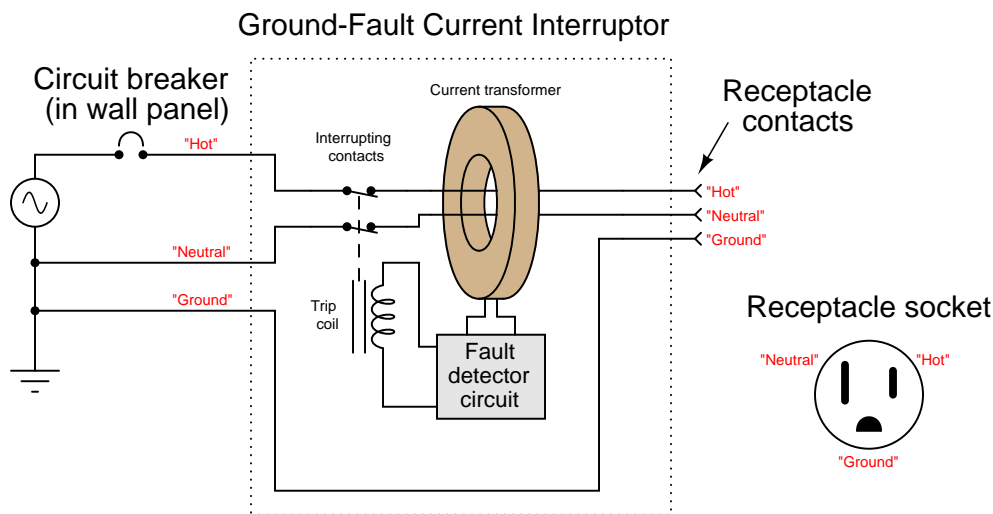 Ground-Fault Current Interruptor
Circuit breaker
(in wall panel)
Current transformer
Receptacle
contacts
"Hot"
Interrupting
contacts
"Hot"
"Neutral"
"Ground"
"Neutral"
"Ground"
Trip
coil
Fault
detector
circuit
Receptacle socket
"Neutral"
"Hot"
"Ground"